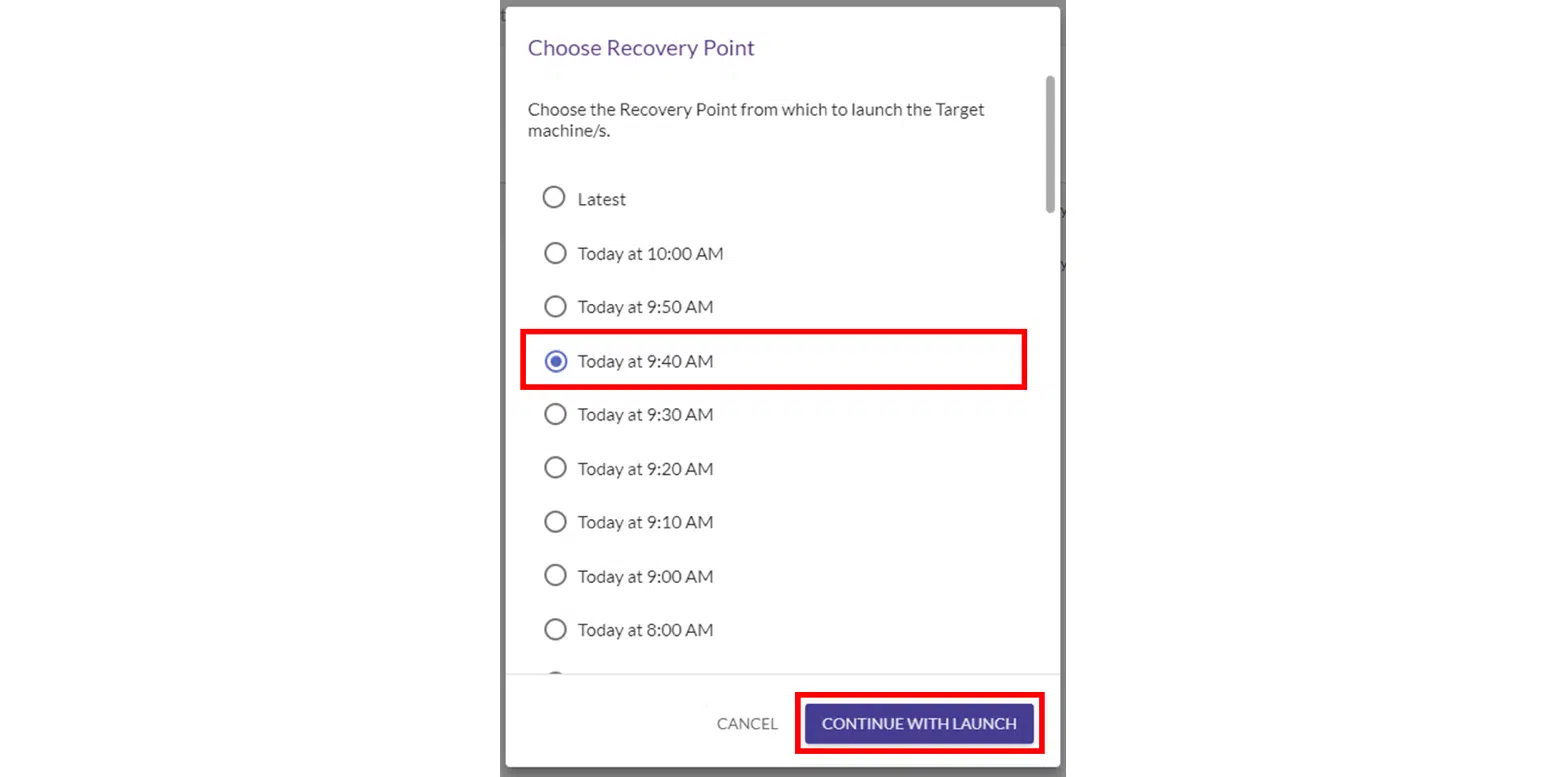 Choose Recovery Point
Choose the Recovery Point from which to launch the Target
machine/s.
Latest
Today at 10:00 AM
Today at 9:50 AM
Today at 9:40 AM
Today at 9:30 AM
Today at 9:20 AM
Today at 9:10 AM
Today at 9:00 AM
Today at 8:00 AM
CANCEL
CONTINUE WITH LAUNCH